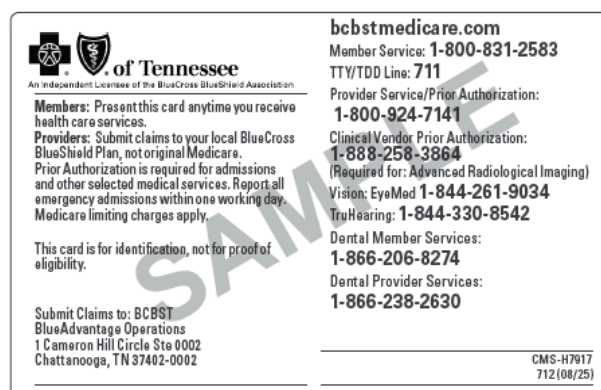 of Tennessee
An Independent Licensee of the BlueCross BlueShield Association
Members: Present this card anytime you receive
health care services.
Providers: Submit claims to your local BlueCross
BlueShield Plan, not original Medicare.
Prior Authorization is required for admissions
and other selected medical services. Report all
emergency admissions within one working day.
Medicare limiting charges apply.
This card is for identification, not for proof of
eligibility.
Submit Claims to: BCBST
BlueAdvantage Operations
1 Cameron Hill Circle Ste 0002
Chattanooga, TN 37402-0002
bcbstmedicare.com
Member Service: 1-800-831-2583
TTY/TDD Line: 711
Provider Service/Prior Authorization:
1-800-924-7141
Clinical Vendor Prior Authorization:
1-888-258-3864
(Required for: Advanced Radiological Imaging)
Vision: EyeMed 1-844-261-9034
TruHearing: 1-844-330-8542
Dental Member Services:
1-866-206-8274
Dental Provider Services:
1-866-238-2630
CMS-H7917
712 (08/25)
SAMPLE